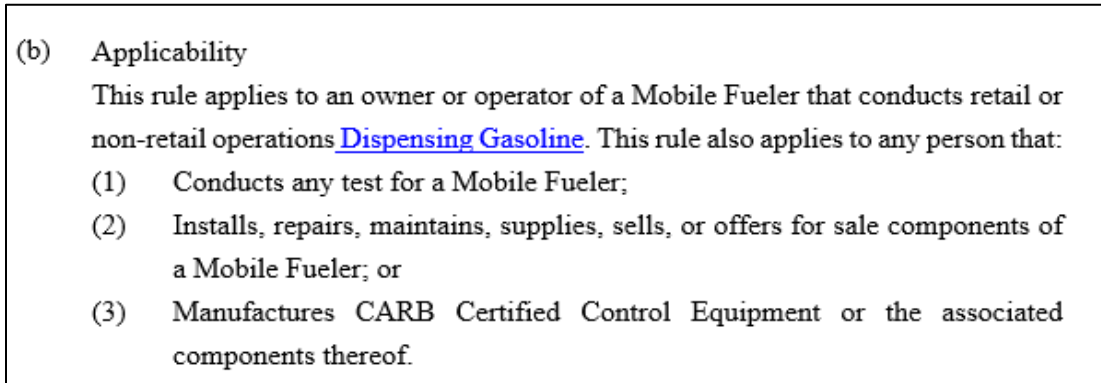 (b) Applicability
This rule applies to an owner or operator of a Mobile Fueler that conducts retail or
non-retail operations Dispensing Gasoline. This rule also applies to any person that:
(1) Conducts any test for a Mobile Fueler;
(2) Installs, repairs, maintains, supplies, sells, or offers for sale components of
a Mobile Fueler; or
(3) Manufactures CARB Certified Control Equipment or the associated
components thereof.